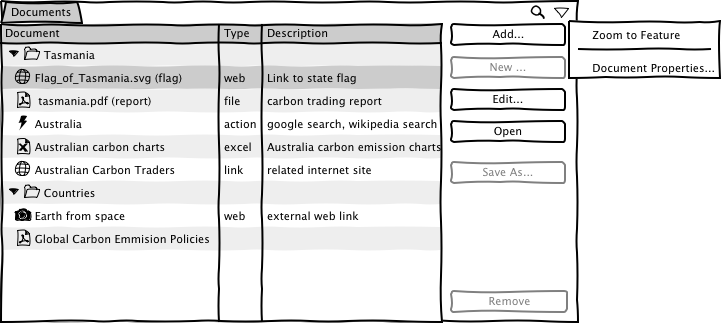 Documents
Document Type Description
Tasmania
Flag_of_Tasmania.svg (flag) web Link to state flag
tasmania.pdf (report) file carbon trading report
Australia action google search, wikipedia search
Australian carbon charts excel Australia carbon emission charts
Australian Carbon Traders link related internet site
Countries
Earth from space web external web link
Global Carbon Emmision Policies
Add...
New ...
Edit...
Open
Save As...
Remove
Zoom to Feature
Document Properties...